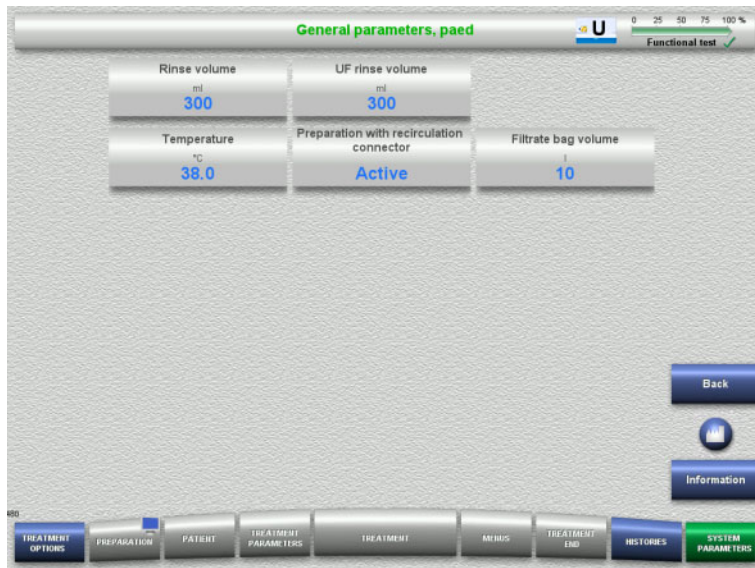 General parameters, paed
U
0 25 50 75 100 %
Functional test
Rinse volume
ml
300
UF rinse volume
ml
300
Temperature
°C
38.0
Preparation with recirculation
connector
Active
Filtrate bag volume
l
10
Back
Information
480
TREATMENT
OPTIONS
PREPARATION
PATIENT
TREATMENT
PARAMETERS
TREATMENT
MENUS
TREATMENT
END
HISTORIES
SYSTEM
PARAMETERS